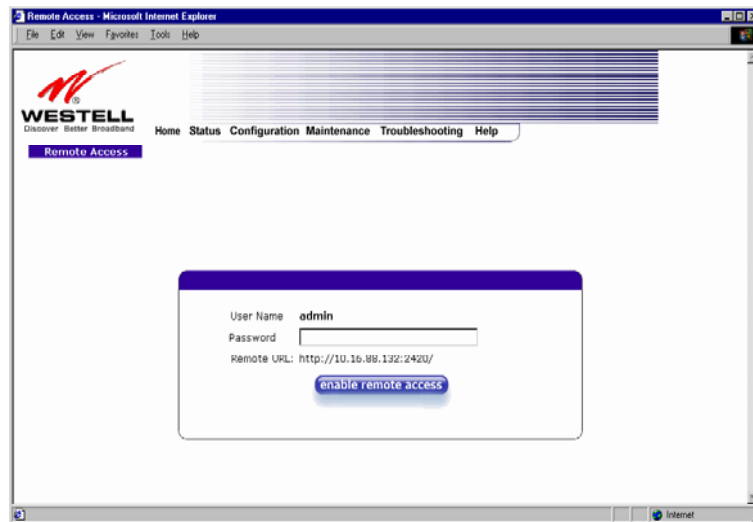 Remote Access - Microsoft Internet Explorer
File Edit View Favorites Tools Help
WESTELL
Discover Better Broadband
Home Status Configuration Maintenance Troubleshooting Help
Remote Access
User Name admin
Password
Remote URL: http://10.16.88.132:2420/
enable remote access
Internet